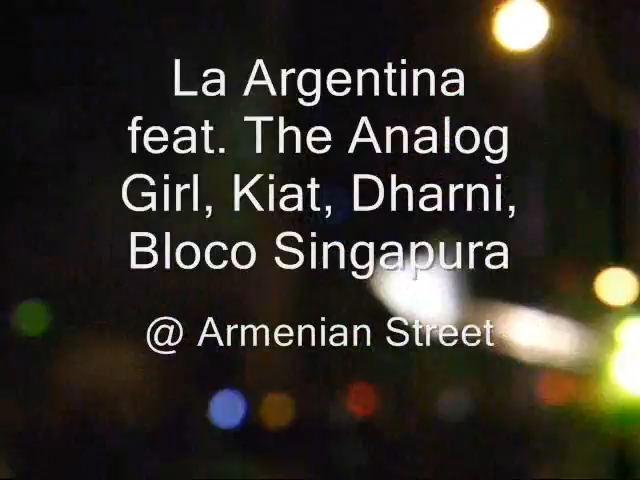 La Argentina
feat. The Analog
Girl, Kiat, Dharni,
Bloco Singapura
@ Armenian Street